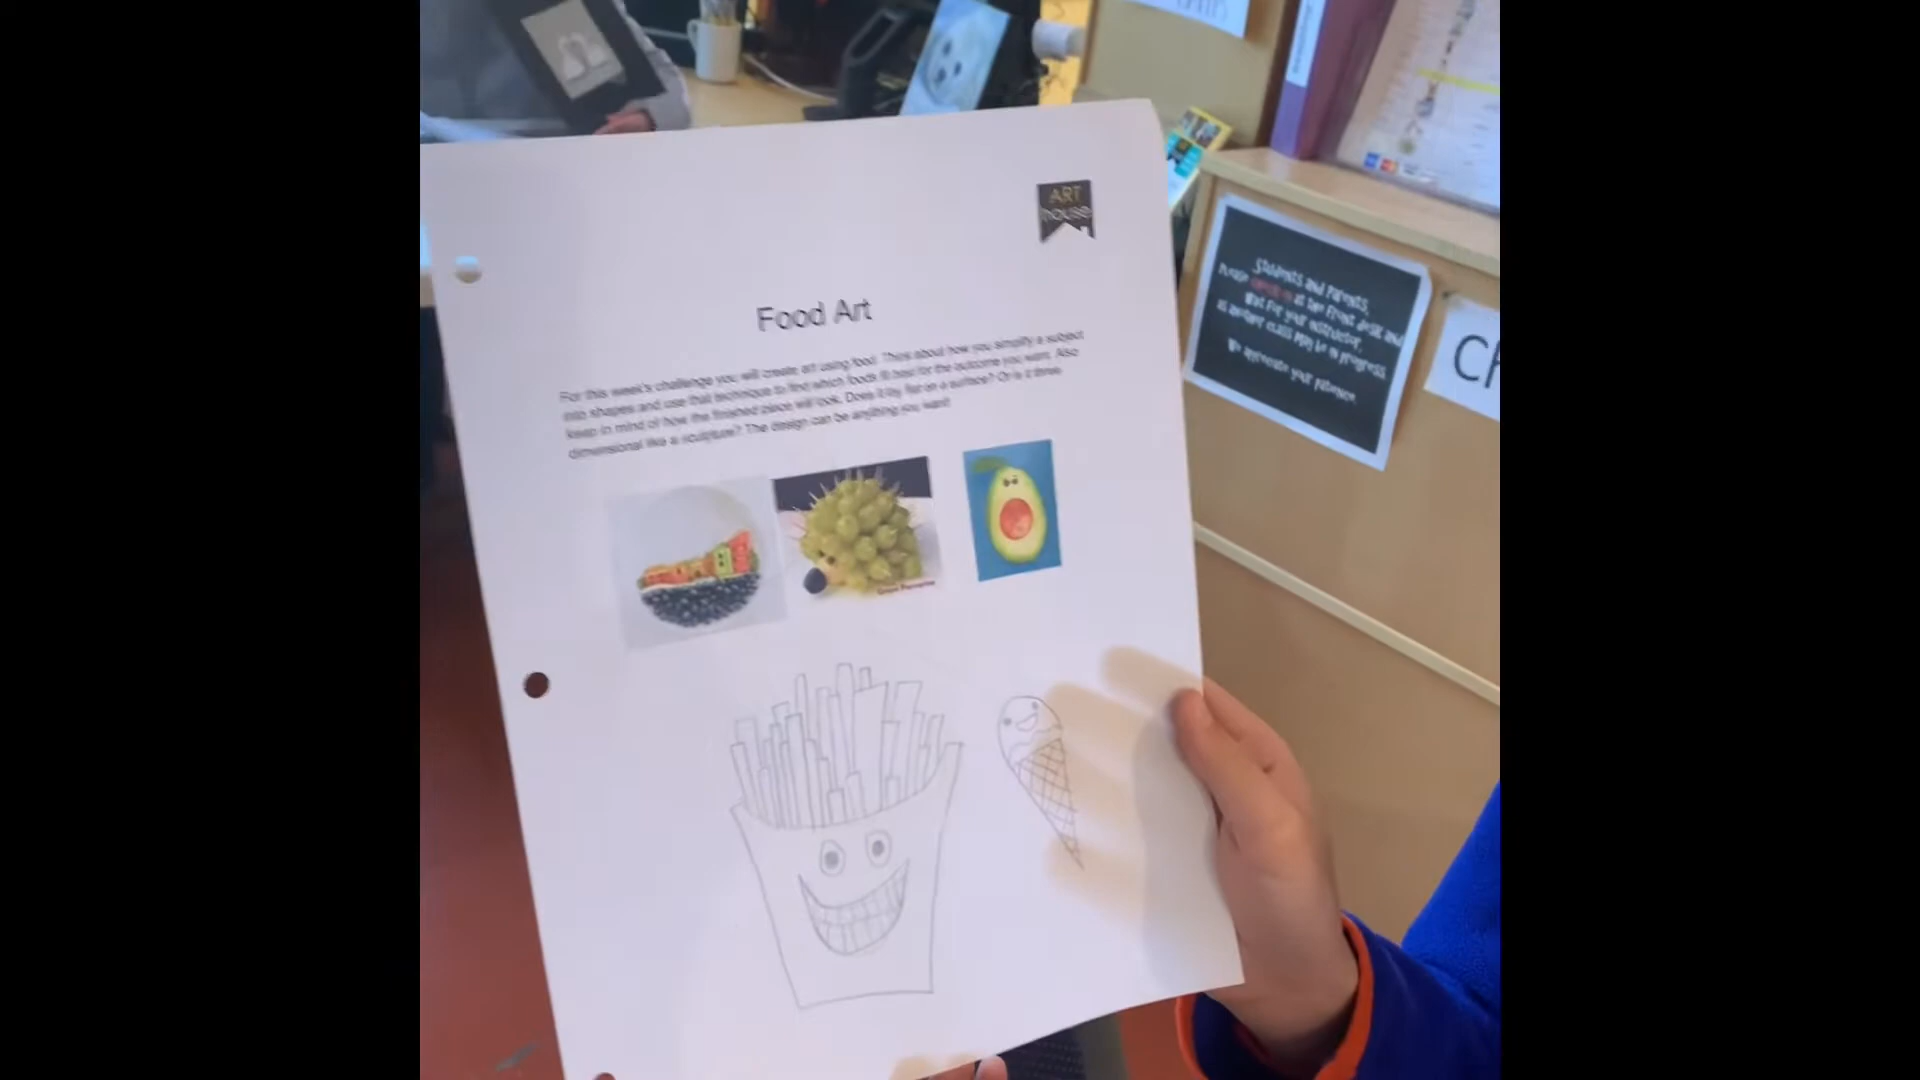 ART
house
Food Art
For this week's challenge you will create art using food. Think about how you simplify a subject
into shapes and use that technique to find which foods fit best for the outcome you want. Also
keep in mind of how the finished piece will look. Does it lay flat on a surface? Or is it three
dimensional like a sculpture? The design can be anything you want!
Students and Parents,
Please check in at the front desk and
wait for your instructor,
as another class may be in progress.
We appreciate your patience